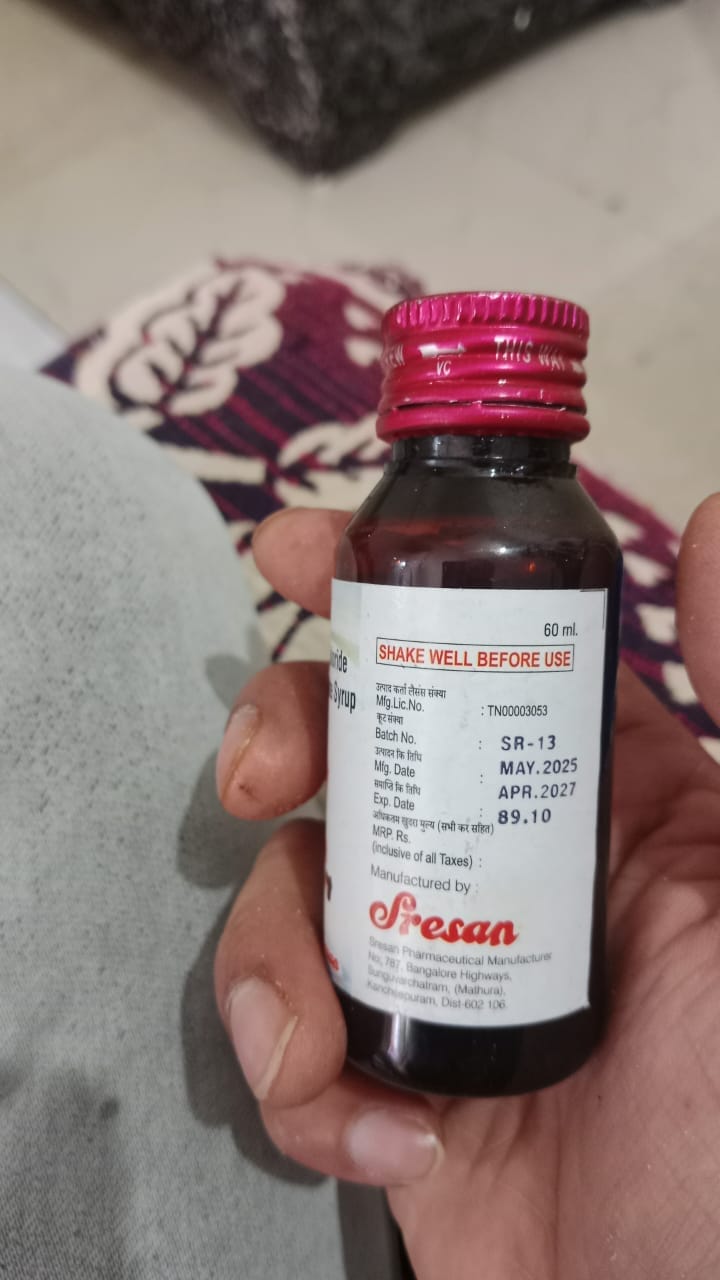 THIS WAY
VC
60 ml.
SHAKE WELL BEFORE USE
Syrup
उत्पाद कर्ता लैसंस संक्या
Mfg.Lic.No. : TN00003053
कूट संक्या
Batch No. : SR-13
उत्पादन कि तिथि
Mfg. Date : MAY.2025
समाप्ति कि तिथि
Exp. Date : APR.2027
अधिकतम खुदरा मूल्य (सभी कर सहित) 89.10
MRP. Rs.
(inclusive of all Taxes) :
Manufactured by :
Sresan
Sresan Pharmaceutical Manufacturer
No, 787, Bangalore Highways,
Sunguvarchatram, (Mathura),
Kancheepuram, Dist-602 106.